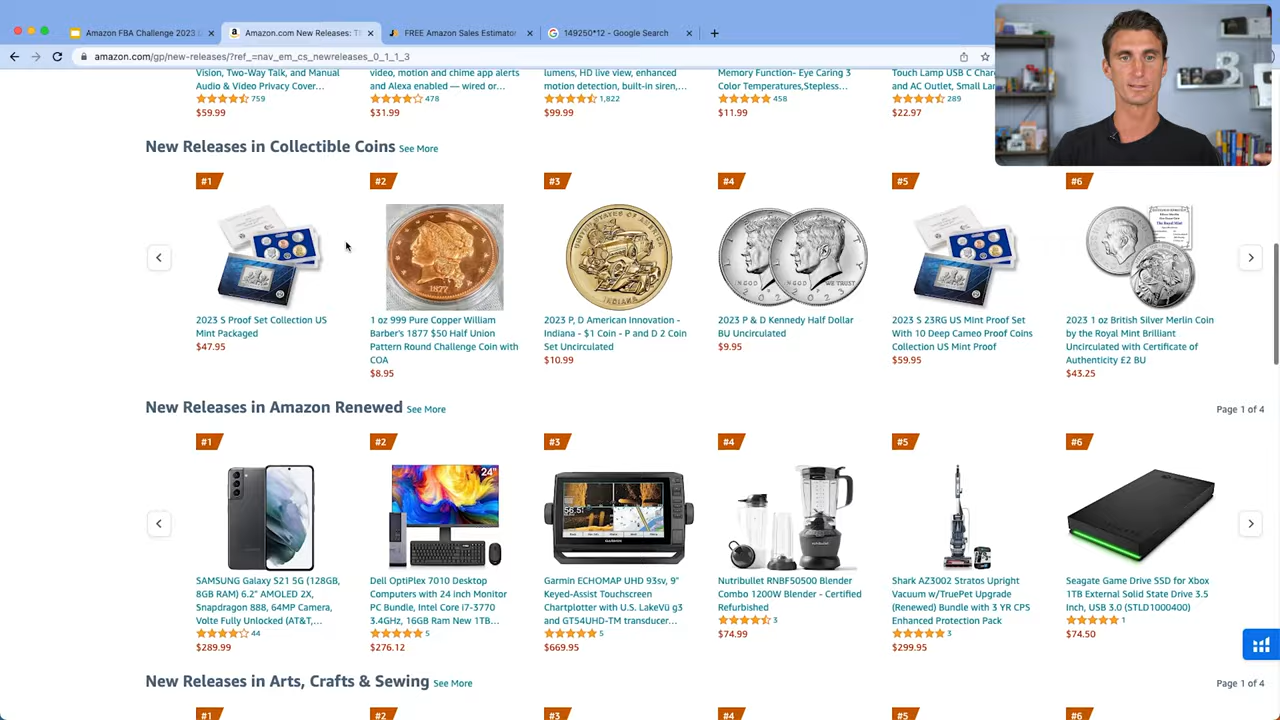 Amazon FBA Challenge 2023 D
Amazon.com New Releases: Th
FREE Amazon Sales Estimator
149250*12 - Google Search
amazon.com/gp/new-releases/?ref_=nav_em_cs_newreleases_0_1_1_3
Vision, Two-Way Talk, and Manual
Audio & Video Privacy Cover...
759
$59.99
video, motion and chime app alerts
and Alexa enabled — wired or...
478
$31.99
lumens, HD live view, enhanced
motion detection, built-in siren,...
1,822
$99.99
Memory Function- Eye Caring 3
Color Temperatures,Stepless...
458
$11.99
Touch Lamp USB C Charg
and AC Outlet, Small Lam
289
$22.97
New Releases in Collectible Coins See More
#1
2023 S Proof Set Collection US
Mint Packaged
$47.95
#2
1877
1 oz 999 Pure Copper William
Barber's 1877 $50 Half Union
Pattern Round Challenge Coin with
COA
$8.95
#3
INDIANA
2023 P, D American Innovation -
Indiana - $1 Coin - P and D 2 Coin
Set Uncirculated
$10.99
#4
2023 P & D Kennedy Half Dollar
BU Uncirculated
$9.95
#5
2023 S 23RG US Mint Proof Set
With 10 Deep Cameo Proof Coins
Collection US Mint Proof
$59.95
#6
2023 1 oz British Silver Merlin Coin
by the Royal Mint Brilliant
Uncirculated with Certificate of
Authenticity £2 BU
$43.25
New Releases in Amazon Renewed See More
Page 1 of 4
#1
SAMSUNG Galaxy S21 5G (128GB,
8GB RAM) 6.2" AMOLED 2X,
Snapdragon 888, 64MP Camera,
Volte Fully Unlocked (AT&T,...
44
$289.99
#2
24"
Dell OptiPlex 7010 Desktop
Computers with 24 inch Monitor
PC Bundle, Intel Core i7-3770
3.4GHz, 16GB Ram New 1TB...
5
$276.12
#3
Garmin ECHOMAP UHD 93sv, 9"
Keyed-Assist Touchscreen
Chartplotter with U.S. LakeVü g3
and GT54UHD-TM transducer...
5
$669.95
#4
Nutribullet RNBF50500 Blender
Combo 1200W Blender - Certified
Refurbished
3
$74.99
#5
Shark AZ3002 Stratos Upright
Vacuum w/TruePet Upgrade
(Renewed) Bundle with 3 YR CPS
Enhanced Protection Pack
3
$299.95
#6
Seagate Game Drive SSD for Xbox
1TB External Solid State Drive 3.5
Inch, USB 3.0 (STLD1000400)
1
$74.50
New Releases in Arts, Crafts & Sewing See More
Page 1 of 4
#1
#2
#3
#4
#5
#6